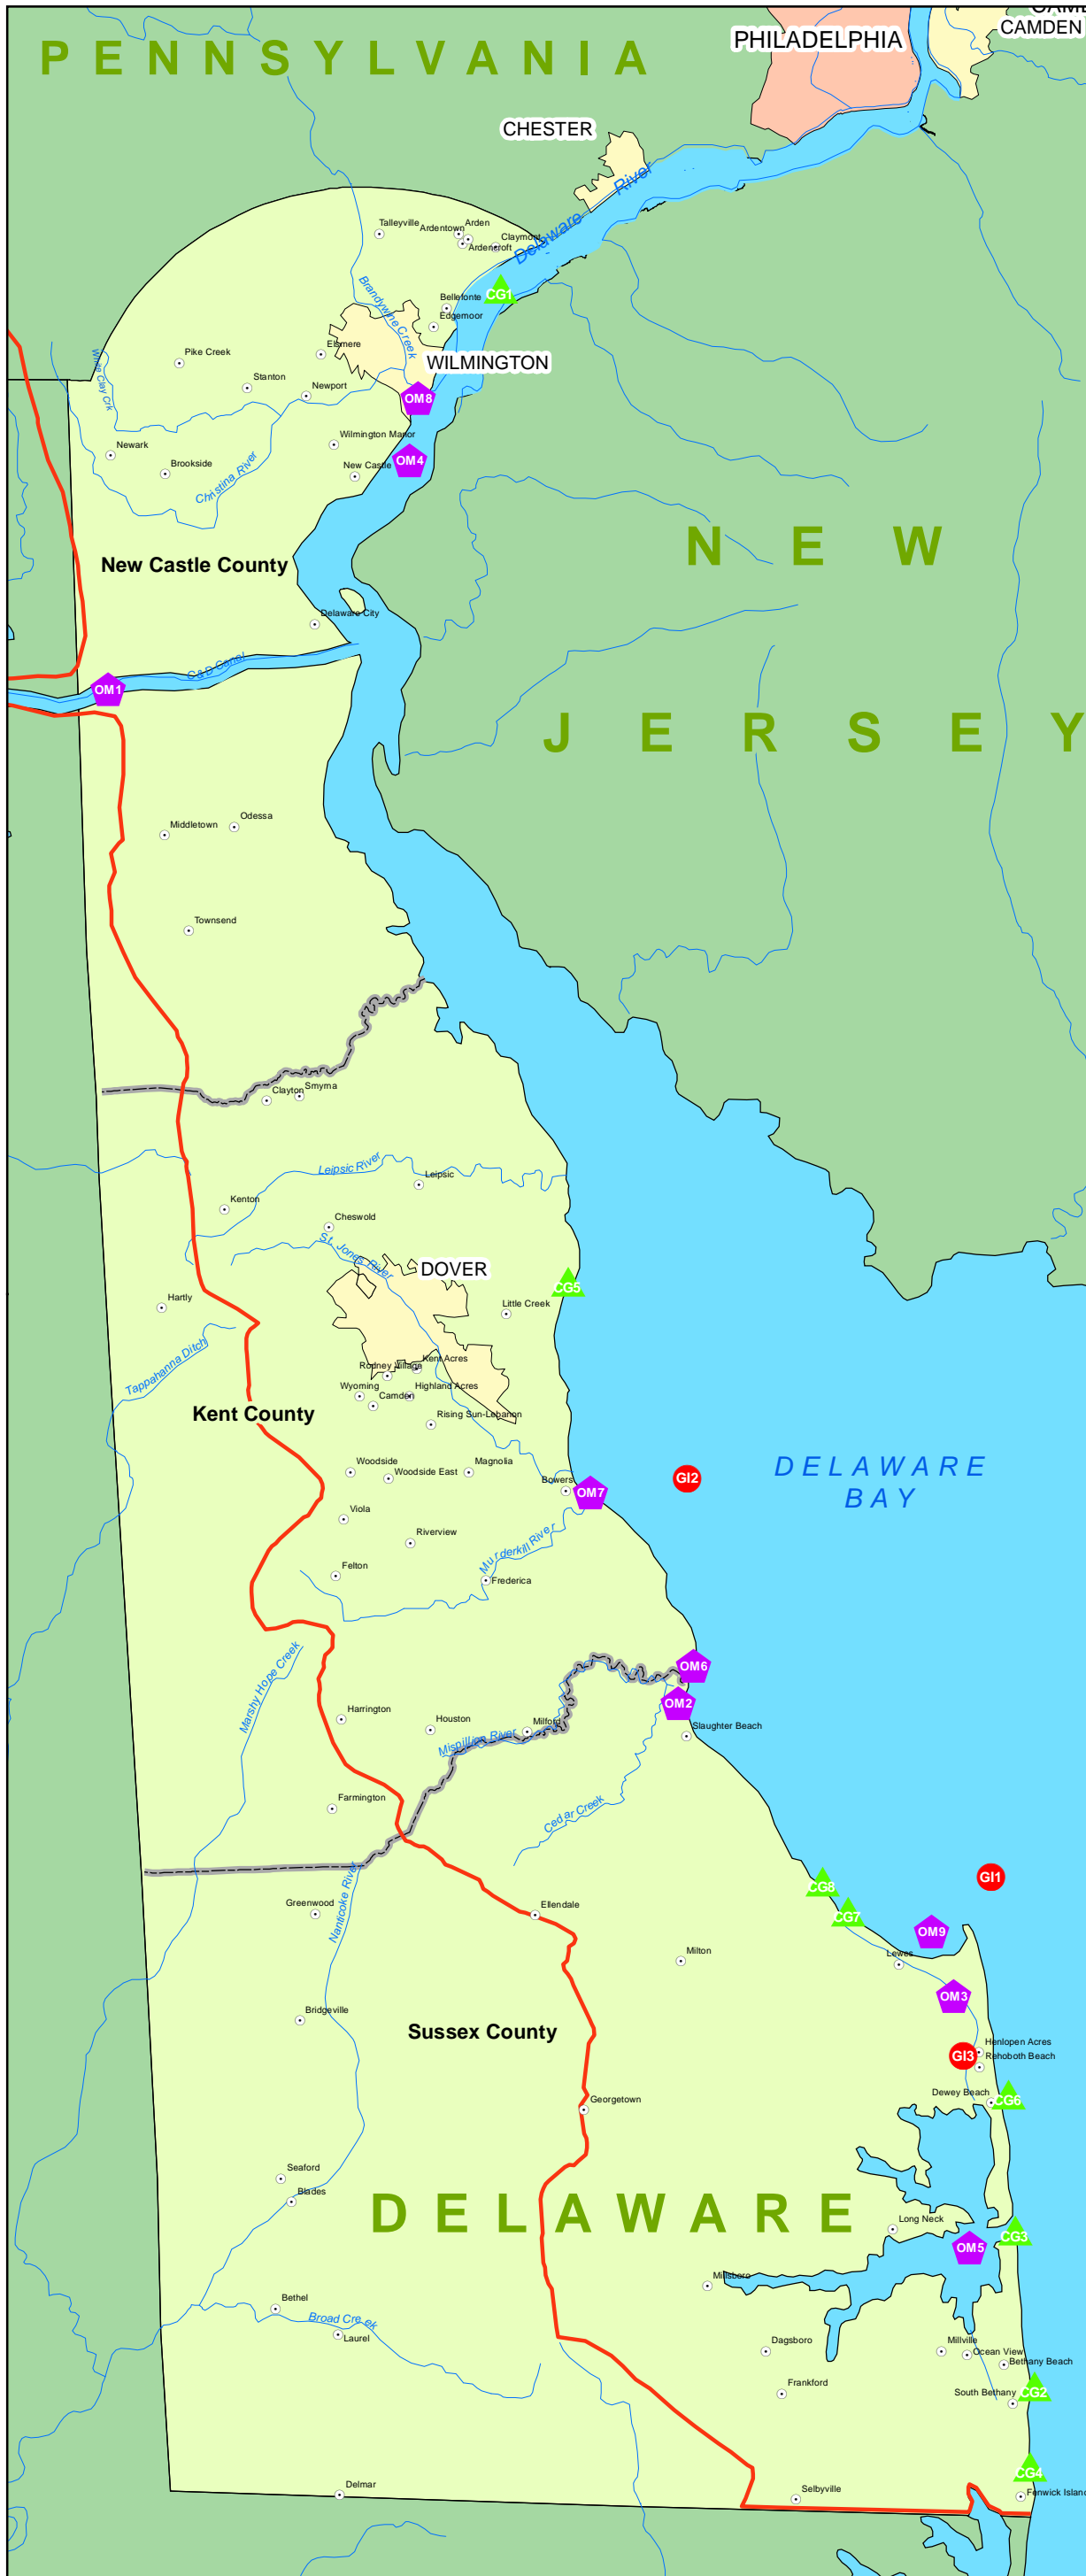 CAMDEN
PHILADELPHIA
PENNSYLVANIA
CHESTER
Delaware River
Talleyville
Arden
Ardentown
Claymont
Ardencroft
Brandywine Creek
CG1
Bellefonte
Edgemoor
Elsmere
WILMINGTON
Pike Creek
White Clay Crk
Stanton
Newport
OM8
Wilmington Manor
Newark
OM4
Brookside
New Castle
Christina River
NEW
New Castle County
Delaware City
C&D Canal
OM1
JERSEY
Odessa
Middletown
Townsend
Clayton
Smyrna
Leipsic River
Leipsic
Kenton
Cheswold
St. Jones River
DOVER
CG5
Hartly
Little Creek
Tappahanna Ditch
Kent Acres
Rodney Village
Wyoming
Highland Acres
Camden
Kent County
Rising Sun-Lebanon
Woodside
Woodside East
Magnolia
DELAWARE
BAY
GI2
Bowers
OM7
Viola
Riverview
Murderkill River
Felton
Frederica
Marshy Hope Creek
OM6
OM2
Harrington
Houston
Milford
Slaughter Beach
Mispillion River
Farmington
Cedar Creek
GI1
CG8
Greenwood
Nanticoke River
Ellendale
CG7
OM9
Milton
Lewes
OM3
Bridgeville
Sussex County
Henlopen Acres
GI3
Rehoboth Beach
Dewey Beach
CG6
Georgetown
Seaford
Blades
DELAWARE
Long Neck
CG3
OM5
Millsboro
Bethel
Broad Creek
Laurel
Dagsboro
Millville
Ocean View
Bethany Beach
Frankford
South Bethany
CG2
CG4
Delmar
Selbyville
Fenwick Island